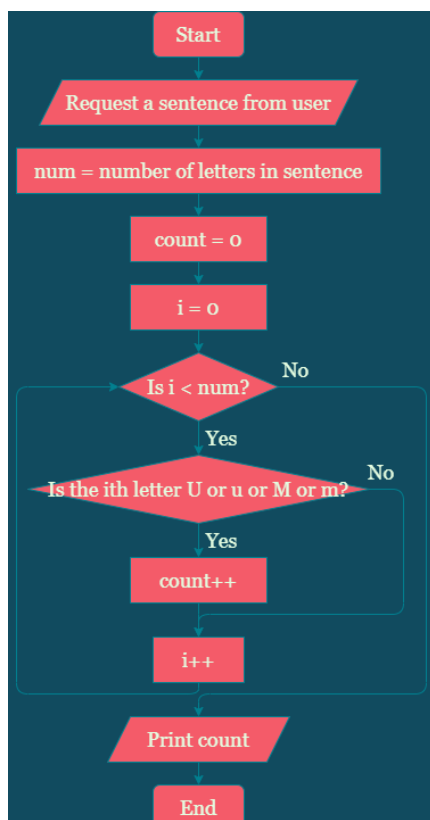 Start
Request a sentence from user
num = number of letters in sentence
count = 0
i = 0
Is i < num?
No
Yes
Is the ith letter U or u or M or m?
No
Yes
count++
i++
Print count
End